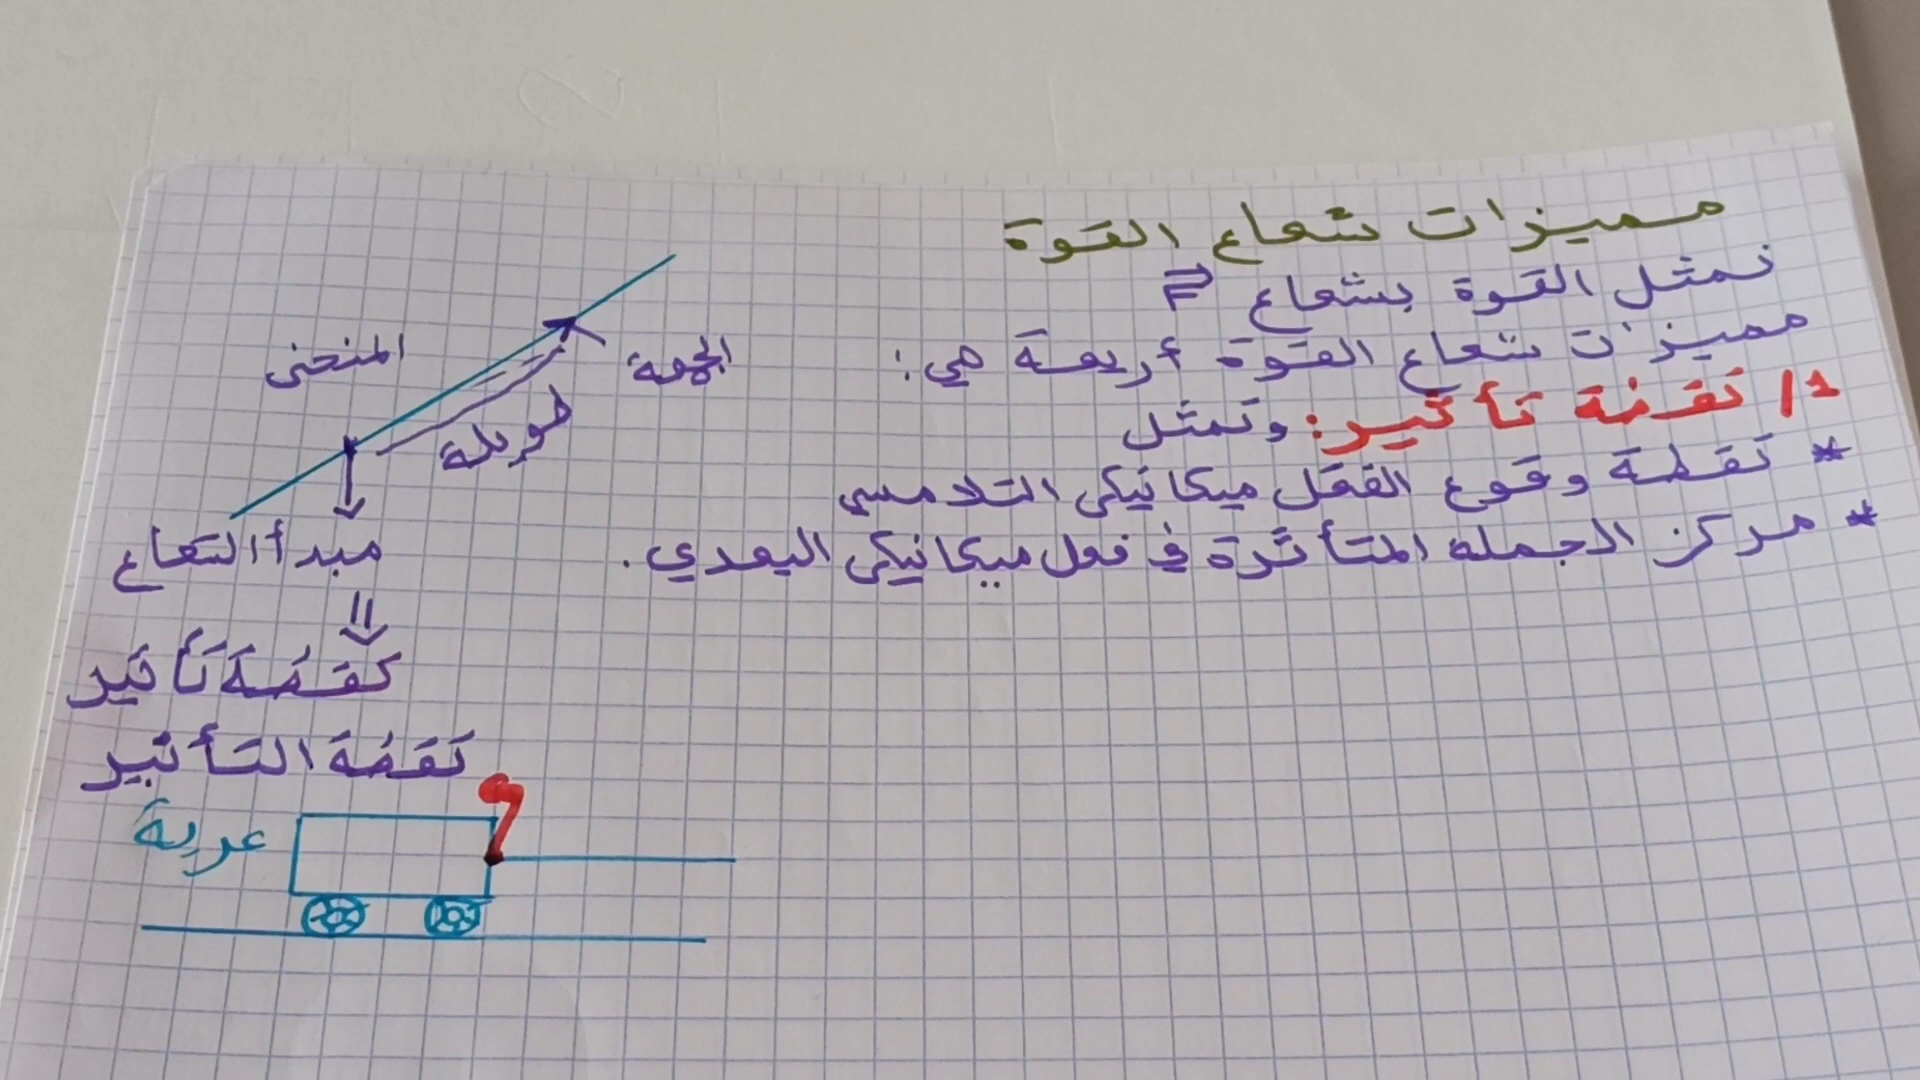 مميزات شعاع القوة
نمثل القوة بشعاع F⃗
مميزات شعاع القوة أربعة هي:
1/ نقطة تأثير: وتمثل
* نقطة وقوع الفعل ميكانيكي التلامسي
* مركز الجملة المتأثرة في فعل ميكانيكي البعدي.
المنحنى
الجهة
طويلة
مبدأ الشعاع
نقطة تأثير
نقطة التأثير
عربة